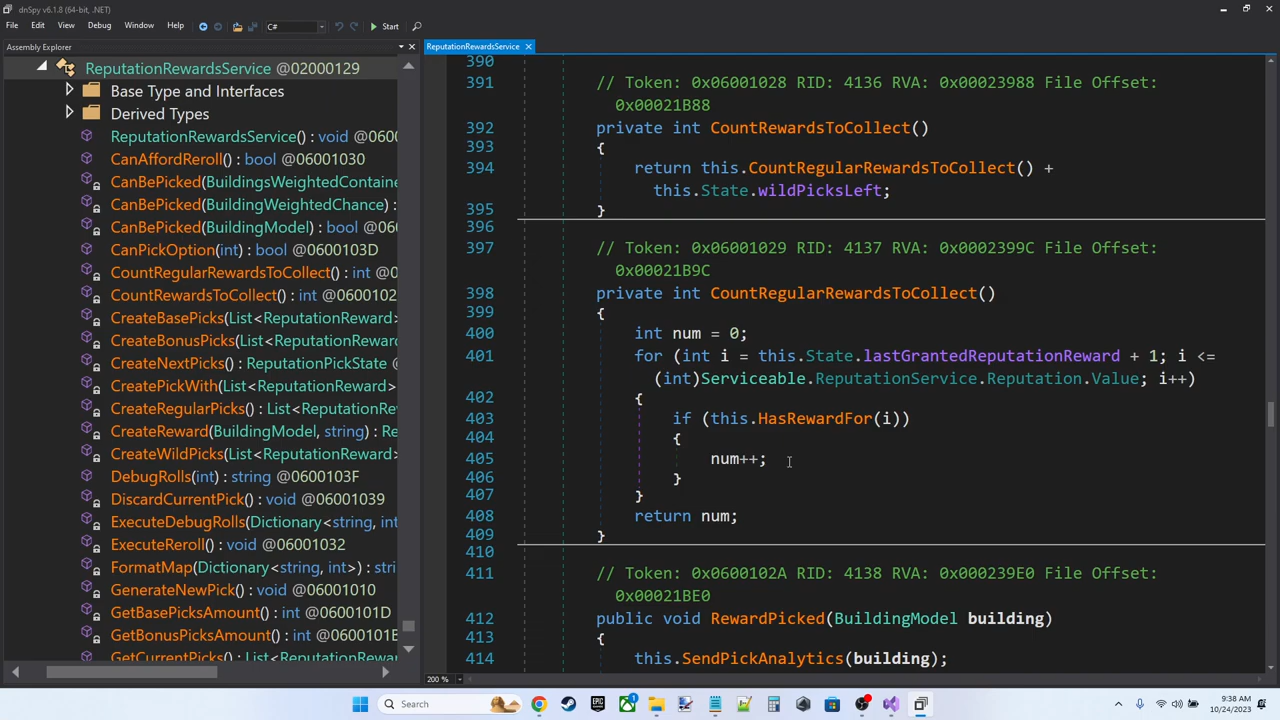 dnSpy v6.1.8 (64-bit, .NET)
File Edit View Debug Window Help C# Start
Assembly Explorer
ReputationRewardsService
ReputationRewardsService @02000129
Base Type and Interfaces
Derived Types
ReputationRewardsService() : void @0600
CanAffordReroll() : bool @06001030
CanBePicked(BuildingsWeightedContaine
CanBePicked(BuildingWeightedChance) :
CanBePicked(BuildingModel) : bool @06
CanPickOption(int) : bool @0600103D
CountRegularRewardsToCollect() : int @0
CountRewardsToCollect() : int @0600102
CreateBasePicks(List<ReputationReward>
CreateBonusPicks(List<ReputationReward
CreateNextPicks() : ReputationPickState @
CreatePickWith(List<ReputationReward>
CreateRegularPicks() : List<ReputationRe
CreateReward(BuildingModel, string) : Re
CreateWildPicks() : List<ReputationRewar
DebugRolls(int) : string @0600103F
DiscardCurrentPick() : void @06001039
ExecuteDebugRolls(Dictionary<string, int
ExecuteReroll() : void @06001032
FormatMap(Dictionary<string, int>) : stri
GenerateNewPick() : void @06001010
GetBasePicksAmount() : int @0600101D
GetBonusPicksAmount() : int @0600101E
GetCurrentPicks() : List<ReputationRewa
390
391 // Token: 0x06001028 RID: 4136 RVA: 0x00023988 File Offset:
0x00021B88
392 private int CountRewardsToCollect()
393 {
394 return this.CountRegularRewardsToCollect() +
this.State.wildPicksLeft;
395 }
396
397 // Token: 0x06001029 RID: 4137 RVA: 0x0002399C File Offset:
0x00021B9C
398 private int CountRegularRewardsToCollect()
399 {
400 int num = 0;
401 for (int i = this.State.lastGrantedReputationReward + 1; i <=
(int)Serviceable.ReputationService.Reputation.Value; i++)
402 {
403 if (this.HasRewardFor(i))
404 {
405 num++;
406 }
407 }
408 return num;
409 }
410
411 // Token: 0x0600102A RID: 4138 RVA: 0x000239E0 File Offset:
0x00021BE0
412 public void RewardPicked(BuildingModel building)
413 {
414 this.SendPickAnalytics(building);
200 %
Search
1
9:38 AM
10/24/2023